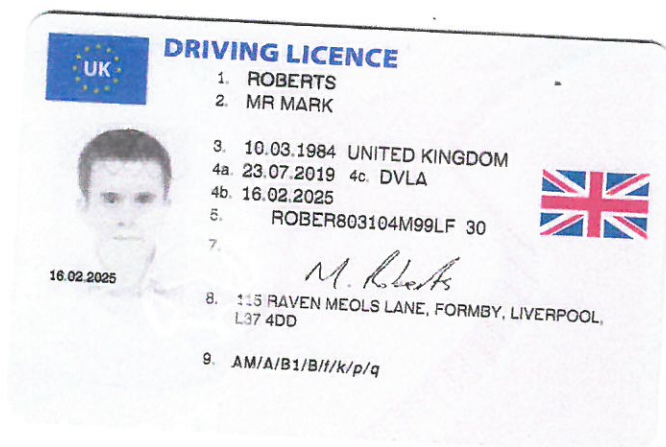 UK
DRIVING LICENCE
1. ROBERTS
2. MR MARK
3. 10.03.1984 UNITED KINGDOM
4a. 23.07.2019 4c. DVLA
4b. 16.02.2025
5. ROBER803104M99LF 30
7. M. Roberts
16.02.2025
8. 115 RAVEN MEOLS LANE, FORMBY, LIVERPOOL,
L37 4DD
9. AM/A/B1/B/f/k/p/q